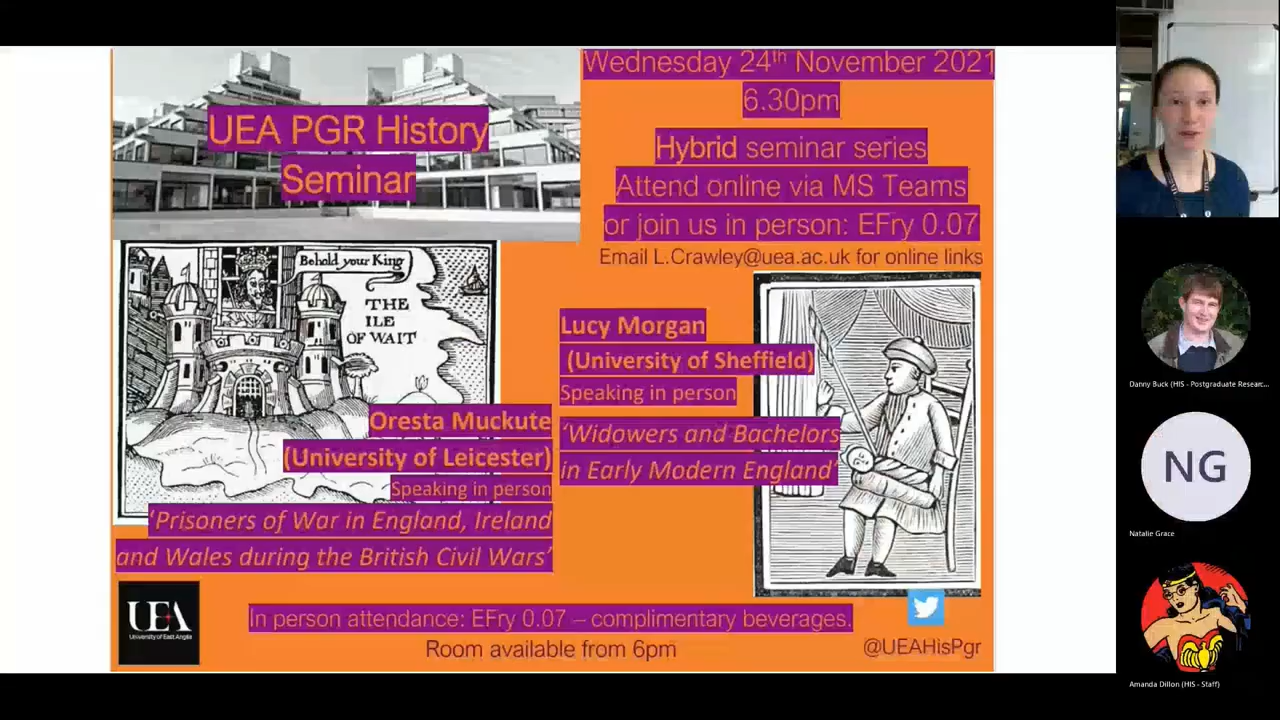 UEA PGR History
Seminar
Wednesday 24th November 2021
6.30pm
Hybrid seminar series
Attend online via MS Teams
or join us in person: EFry 0.07
Email L.Crawley@uea.ac.uk for online links
Behold your King
THE
ILE
OF WAIT
Lucy Morgan
(University of Sheffield)
Speaking in person
‘Widowers and Bachelors
in Early Modern England’
Oresta Muckute
(University of Leicester)
Speaking in person
‘Prisoners of War in England, Ireland
and Wales during the British Civil Wars’
UEA
University of East Anglia
In person attendance: EFry 0.07 – complimentary beverages.
Room available from 6pm
@UEAHisPgr
Danny Buck (HIS - Postgraduate Researc...
NG
Natalie Grace
Amanda Dillon (HIS - Staff)